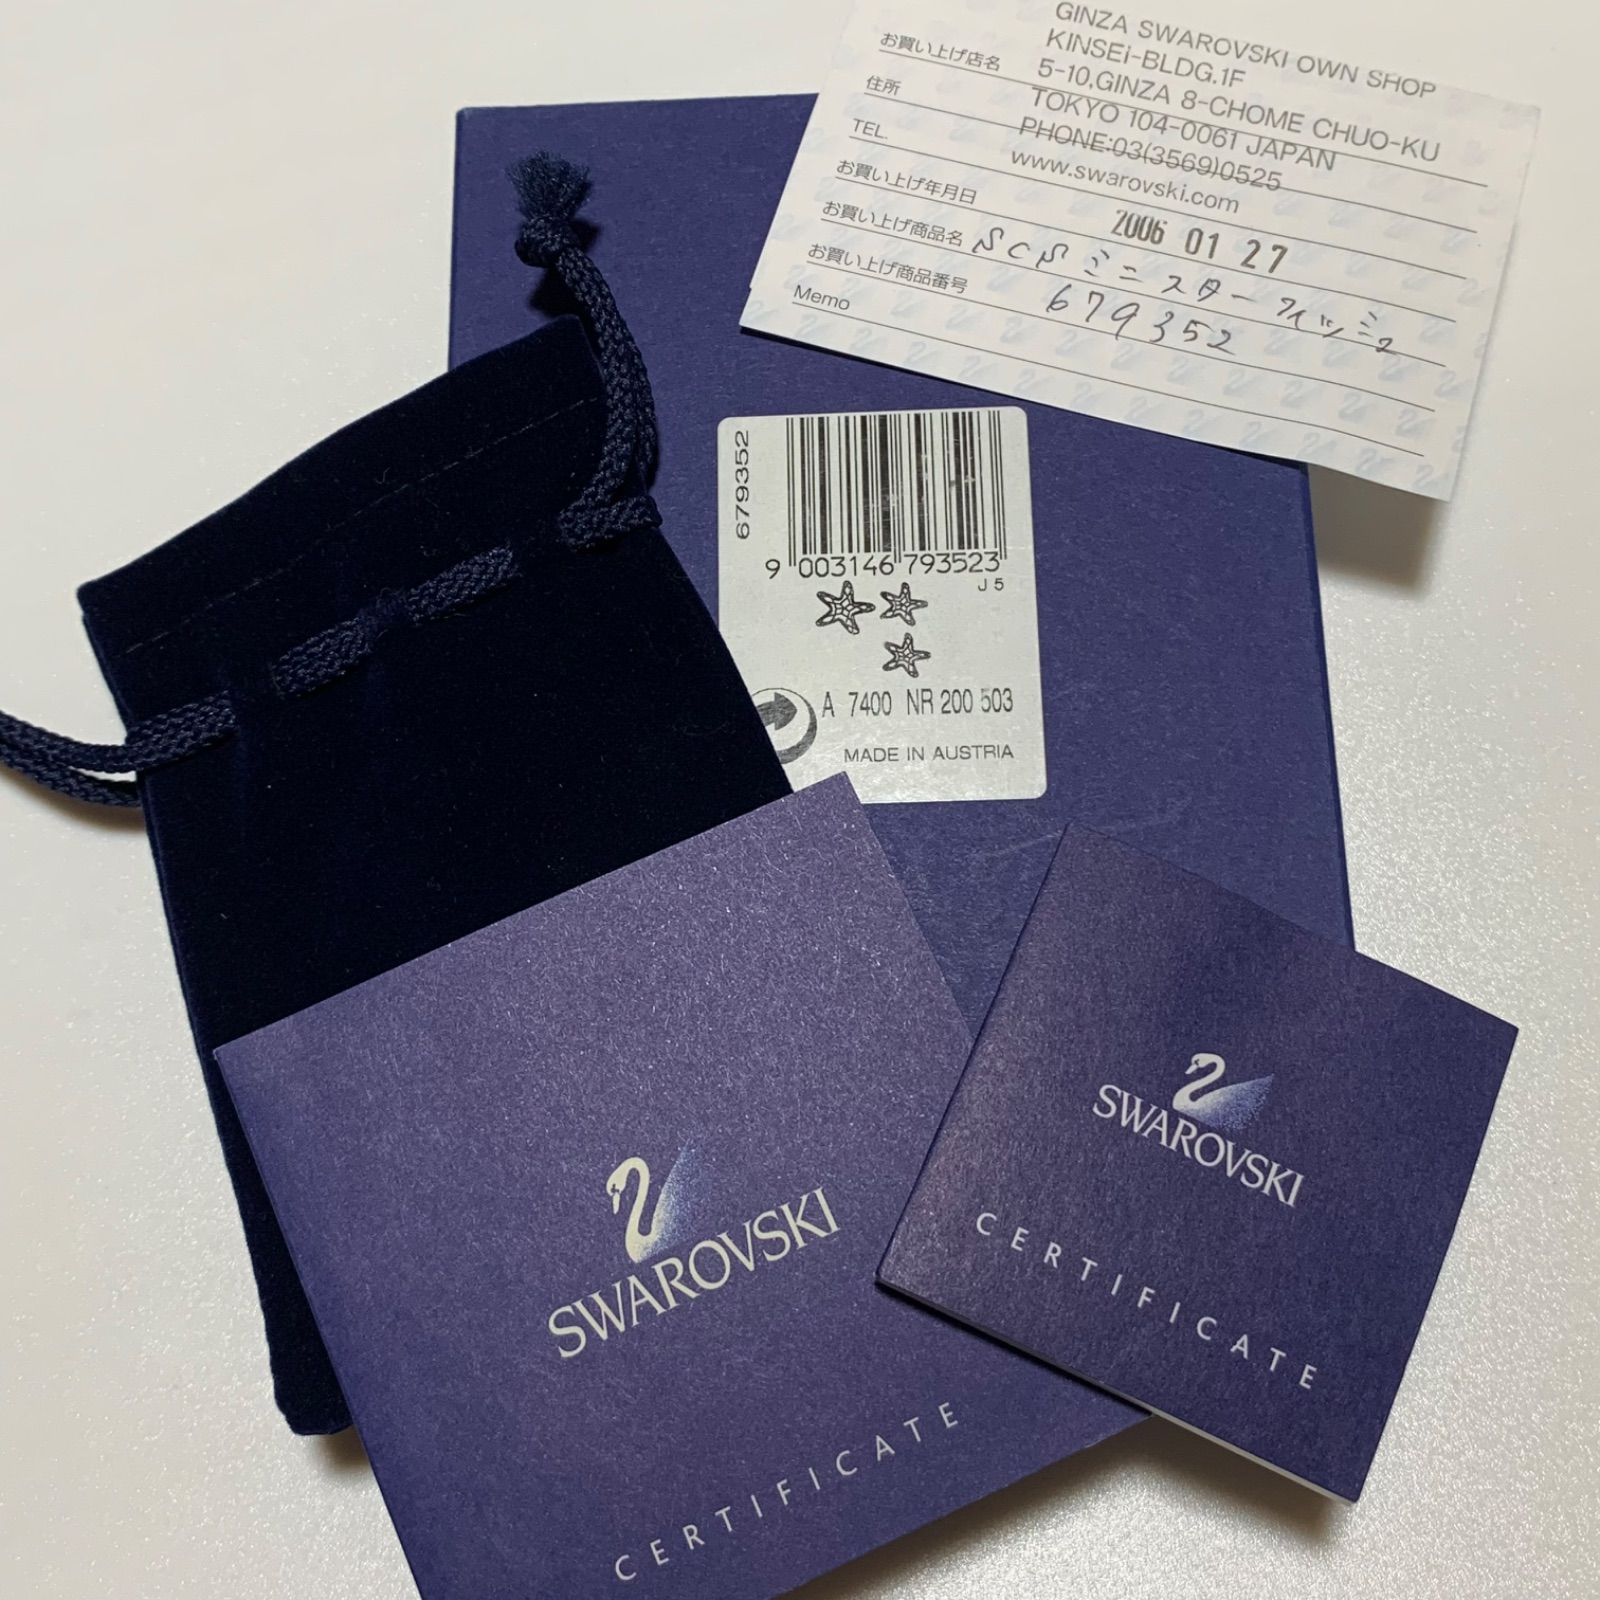 GINZA SWAROVSKI OWN SHOP
お買い上げ店名 KINSEi-BLDG.1F
住所 5-10,GINZA 8-CHOME CHUO-KU
TOKYO 104-0061 JAPAN
TEL. PHONE:03(3569)0525
www.swarovski.com
お買い上げ年月日 2006 01 27
お買い上げ商品名 SCSミニスターフィッシュ
お買い上げ商品番号 679352
Memo
679352
9 003146 793523
J 5
A 7400 NR 200 503
MADE IN AUSTRIA
SWAROVSKI
CERTIFICATE
SWAROVSKI
CERTIFICATE